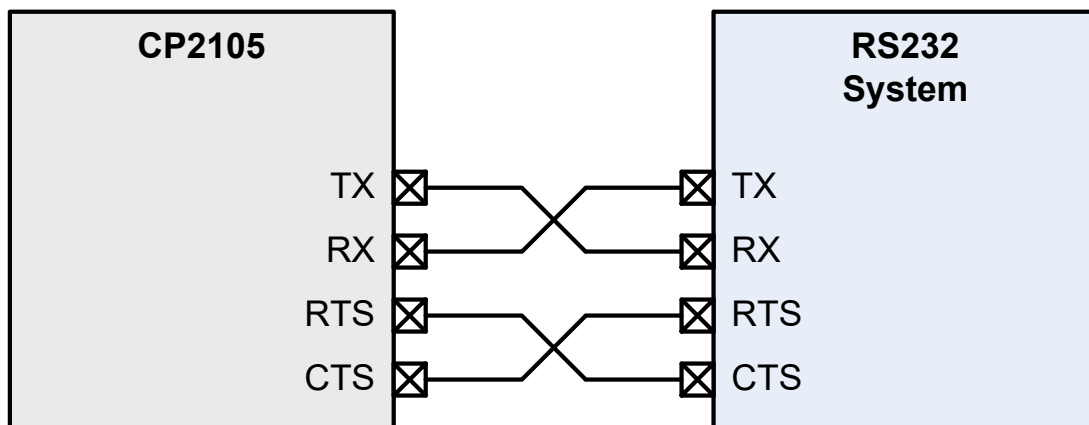 CP2105
RS232
System
TX
TX
RX
RX
RTS
RTS
CTS
CTS